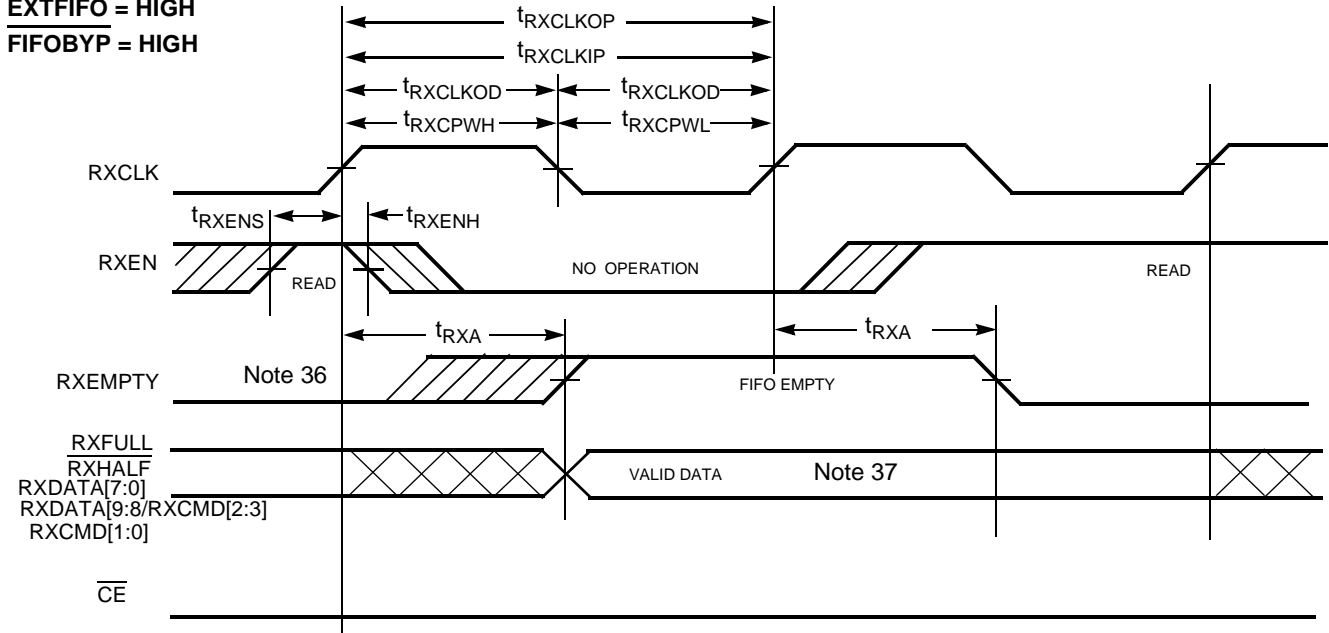 EXTFIFO = HIGH
FIFOBYP = HIGH
tRXCLKOP
tRXCLKIP
tRXCLKOD tRXCLKOD
tRXCPWH tRXCPWL
RXCLK
tRXENS tRXENH
RXEN
READ
NO OPERATION
READ
tRXA tRXA
RXEMPTY
Note 36
FIFO EMPTY
RXFULL
RXHALF
RXDATA[7:0]
RXDATA[9:8/RXCMD[2:3]
RXCMD[1:0]
VALID DATA
Note 37
CE